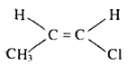 H H
C = C
CH₃ Cl